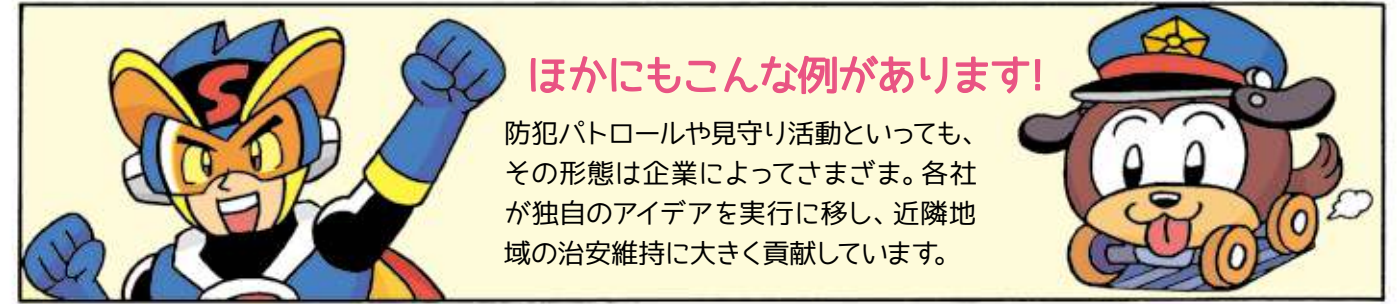 S
ほかにもこんな例があります!
防犯パトロールや見守り活動といっても、
その形態は企業によってさまざま。各社
が独自のアイデアを実行に移し、近隣地
域の治安維持に大きく貢献しています。